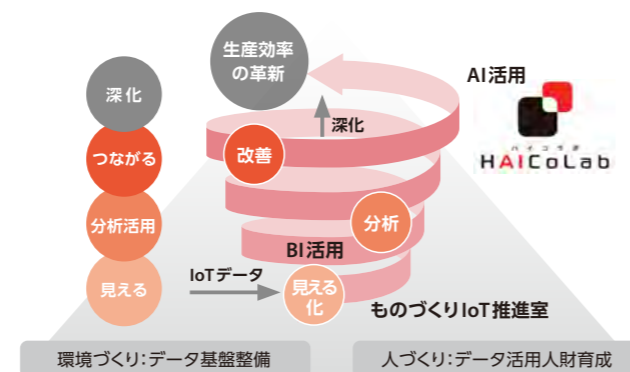 生産効率
の革新
AI活用
深化
深化
ハイコラボ
HAICoLab
つながる
改善
分析活用
分析
BI活用
IoTデータ
見える
見える
化
ものづくりIoT推進室
環境づくり:データ基盤整備
人づくり:データ活用人財育成